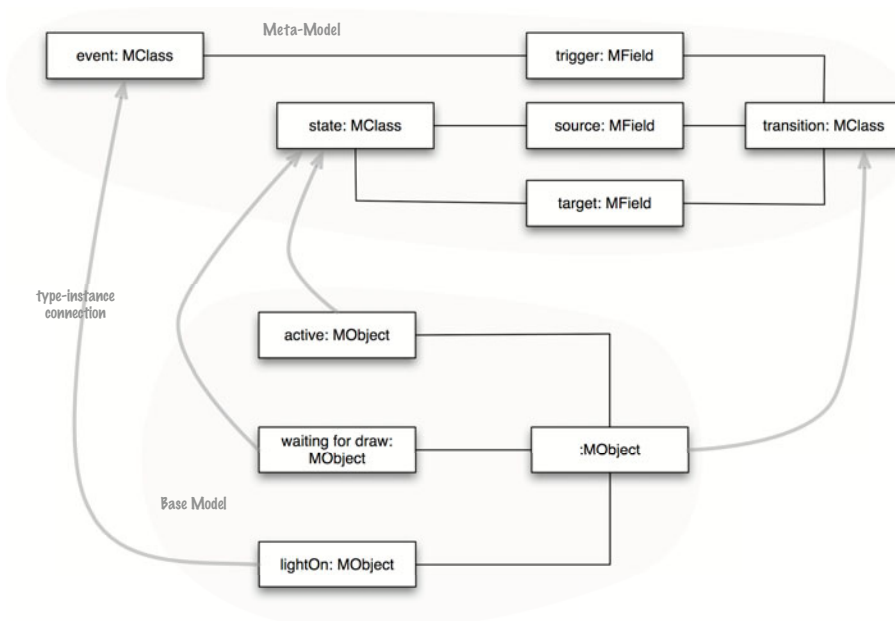 Meta-Model
event: MClass
trigger: MField
state: MClass
source: MField
transition: MClass
target: MField
type-instance
connection
active: MObject
waiting for draw:
MObject
:MObject
Base Model
lightOn: MObject